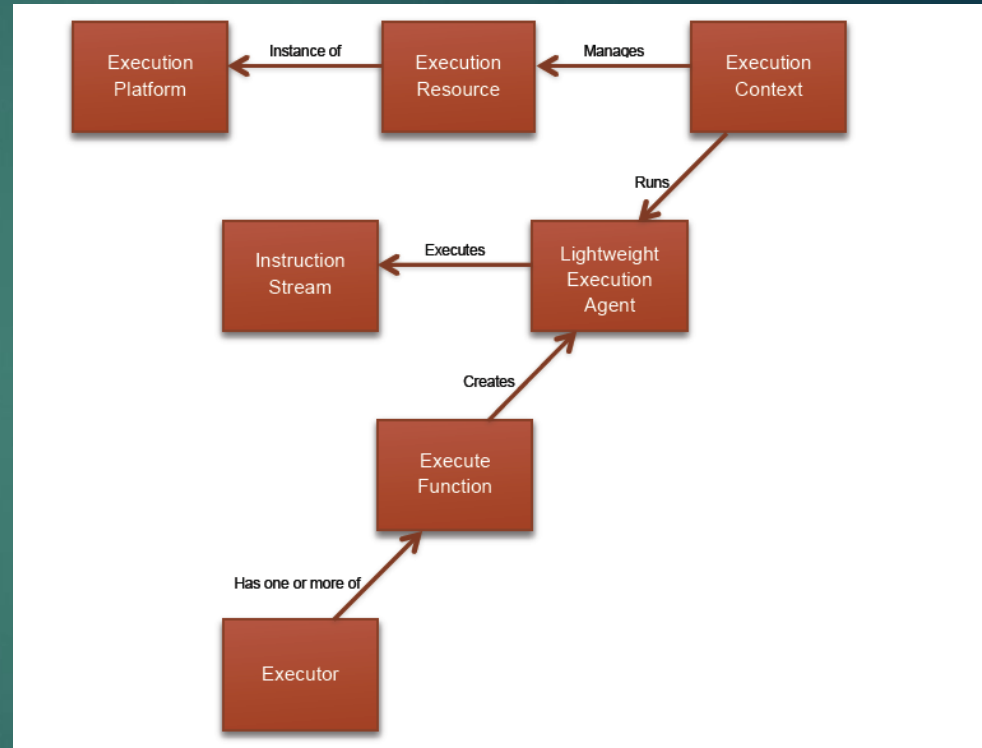 Execution
Platform
Instance of
Execution
Resource
Manages
Execution
Context
Runs
Instruction
Stream
Executes
Lightweight
Execution
Agent
Creates
Execute
Function
Has one or more of
Executor